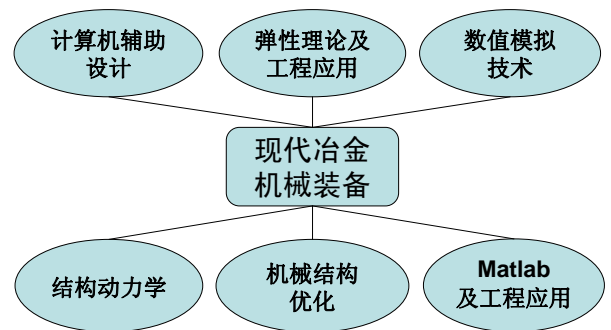 计算机辅助
设计
弹性理论及
工程应用
数值模拟
技术
现代冶金
机械装备
结构动力学
机械结构
优化
Matlab
及工程应用